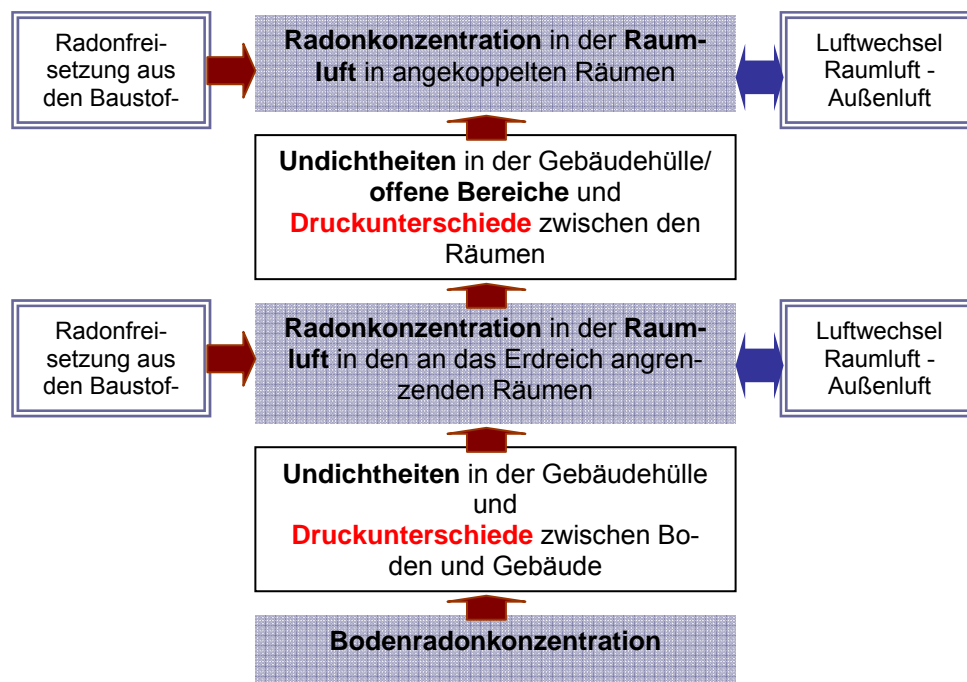 Radonfrei-
setzung aus
den Baustof-
Radonkonzentration in der Raum-
luft in angekoppelten Räumen
Luftwechsel
Raumluft -
Außenluft
Undichtheiten in der Gebäudehülle/
offene Bereiche und
Druckunterschiede zwischen den
Räumen
Radonfrei-
setzung aus
den Baustof-
Radonkonzentration in der Raum-
luft in den an das Erdreich angren-
zenden Räumen
Luftwechsel
Raumluft -
Außenluft
Undichtheiten in der Gebäudehülle
und
Druckunterschiede zwischen Bo-
den und Gebäude
Bodenradonkonzentration